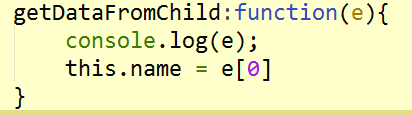 getDataFromChild:function(e){
    console.log(e);
    this.name = e[0]
}